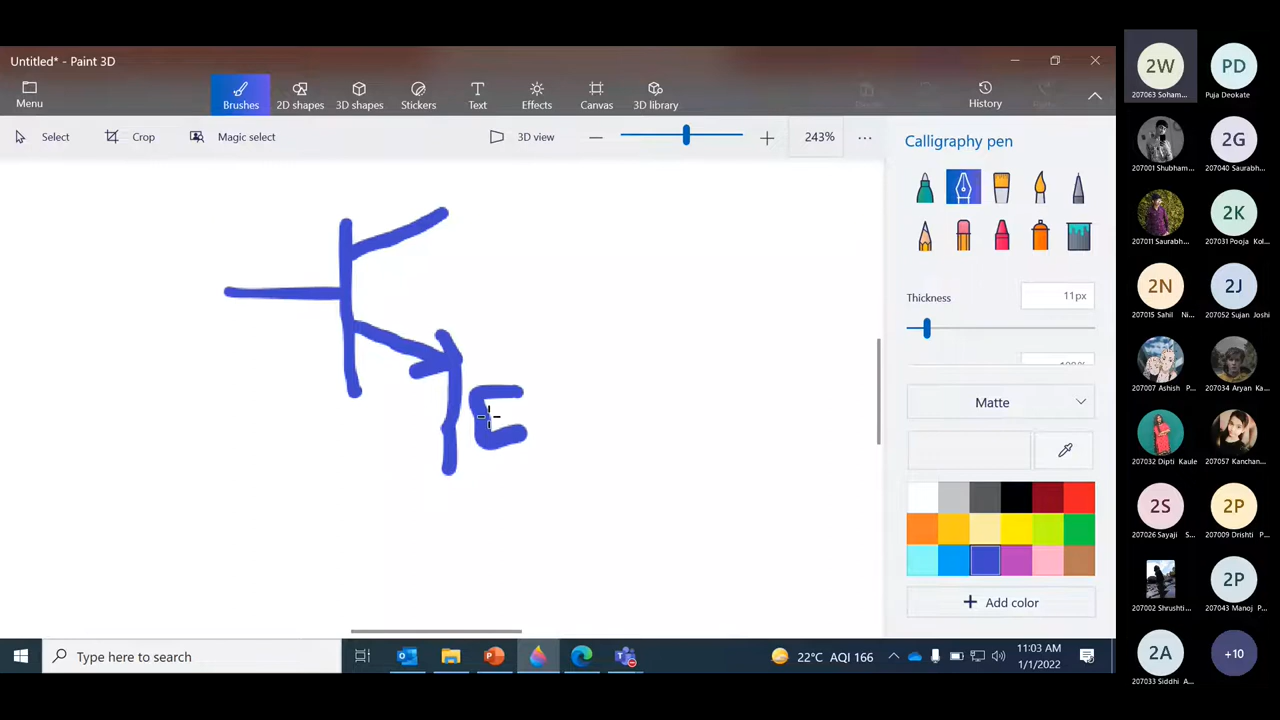 Untitled* - Paint 3D
Menu
Brushes
2D shapes
3D shapes
Stickers
Text
Effects
Canvas
3D library
History
Select
Crop
Magic select
3D view
243%
Calligraphy pen
Thickness
11px
Matte
Add color
E
Type here to search
22°C AQI 166
11:03 AM
1/1/2022
2W
207063 Soham...
PD
Puja Deokate
207001 Shubham...
2G
207040 Saurabh...
207011 Saurabh...
2K
207031 Pooja Kol...
2N
207015 Sahil Ni...
2J
207052 Sujan Joshi
207007 Ashish P...
207034 Aryan Ka...
207032 Dipti Kaule
207057 Kanchan...
2S
207026 Sayaji S...
2P
207009 Drishti P...
207002 Shrushti...
2P
207043 Manoj P...
2A
207033 Siddhi A...
+10